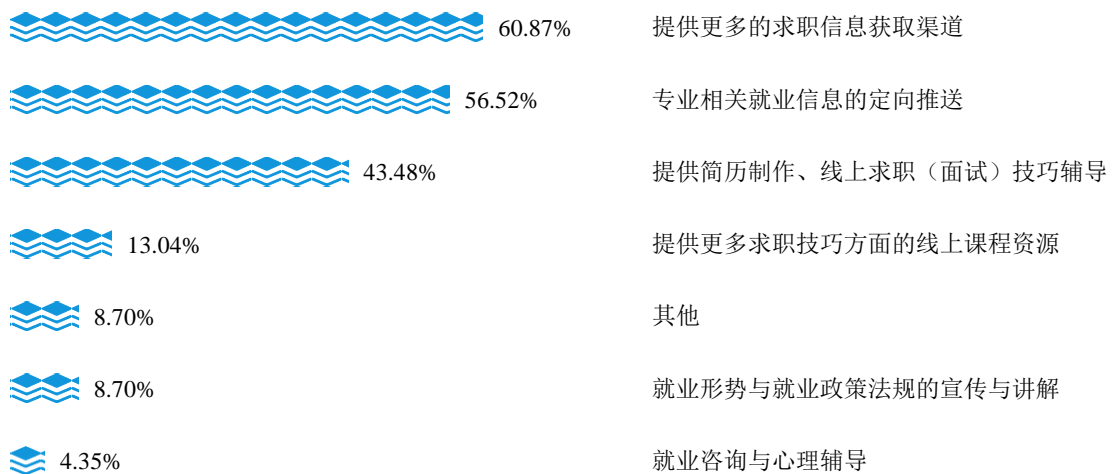 60.87% 提供更多的求职信息获取渠道
56.52% 专业相关就业信息的定向推送
43.48% 提供简历制作、线上求职（面试）技巧辅导
13.04% 提供更多求职技巧方面的线上课程资源
8.70% 其他
8.70% 就业形势与就业政策法规的宣传与讲解
4.35% 就业咨询与心理辅导